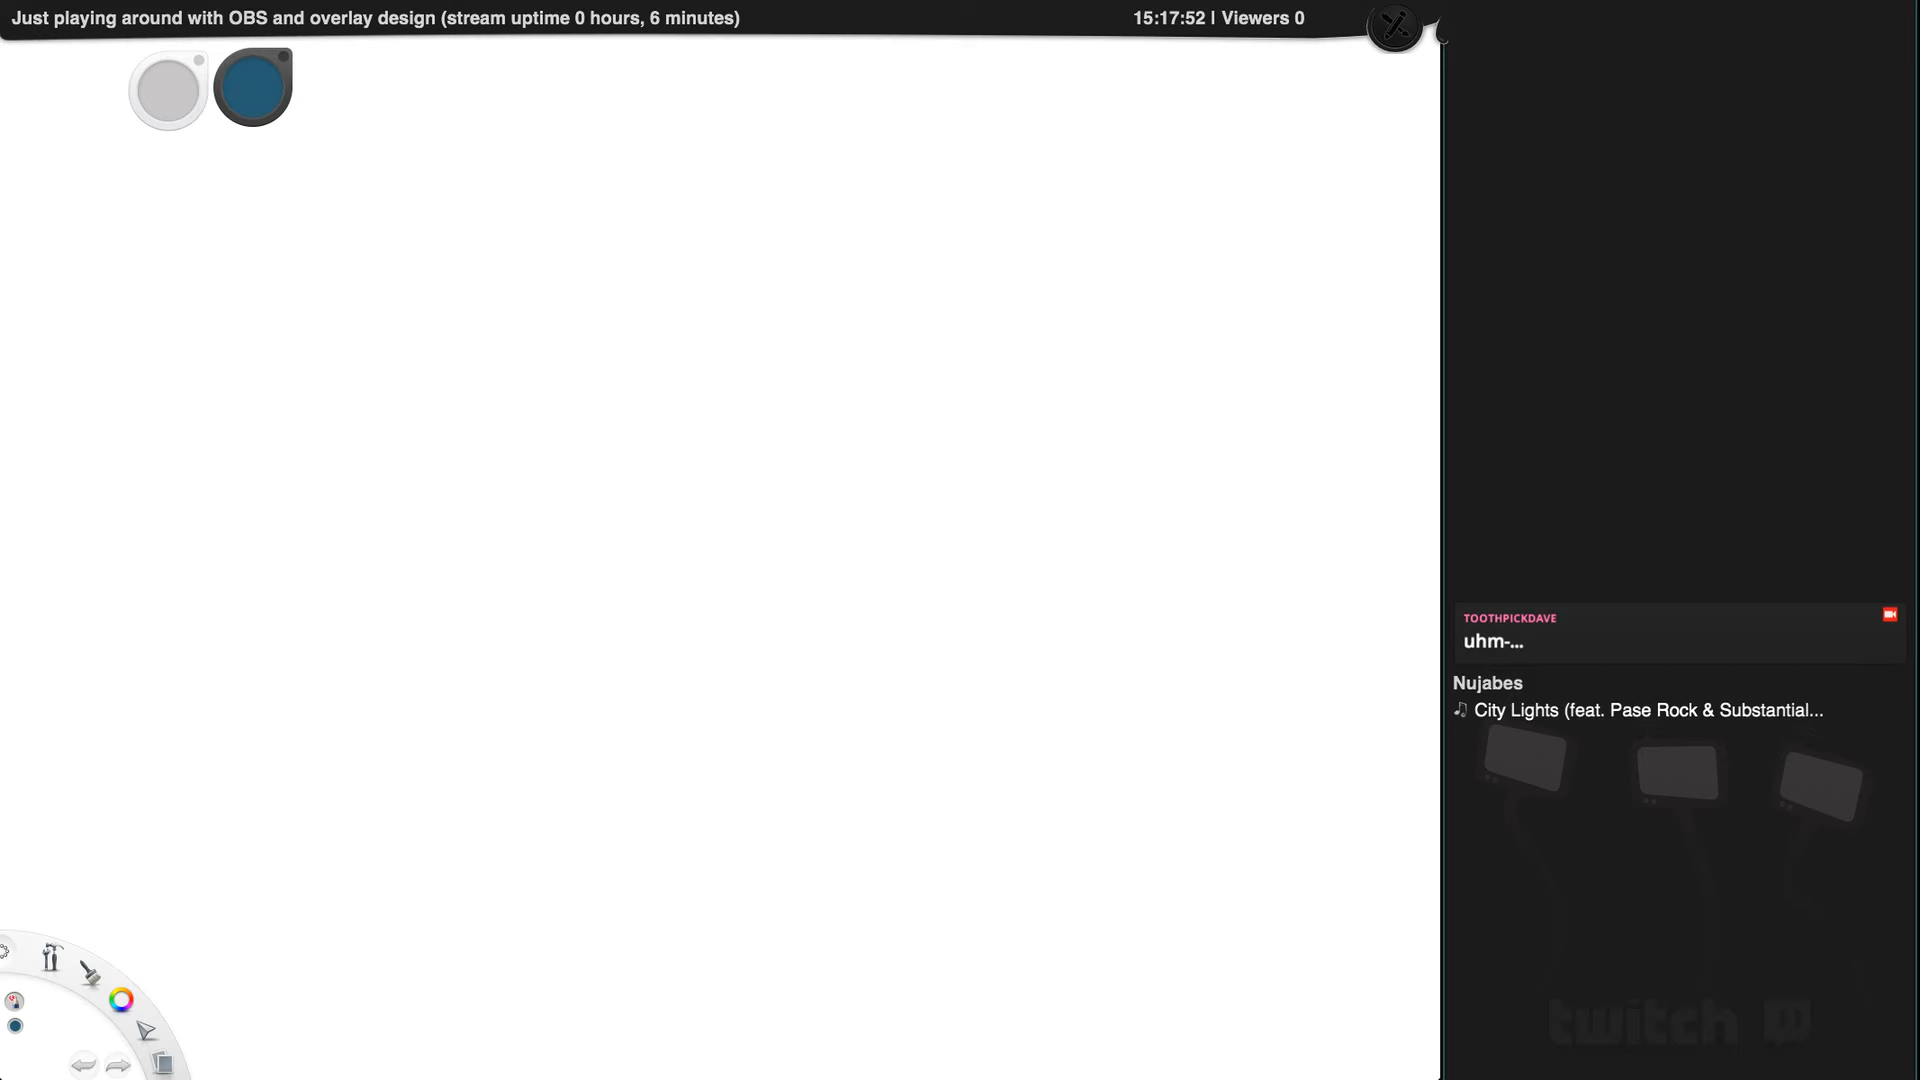 Just playing around with OBS and overlay design (stream uptime 0 hours, 6 minutes)
15:17:52 | Viewers 0
TOOTHPICKDAVE
uhm-...
Nujabes
City Lights (feat. Pase Rock & Substantial...
twitch